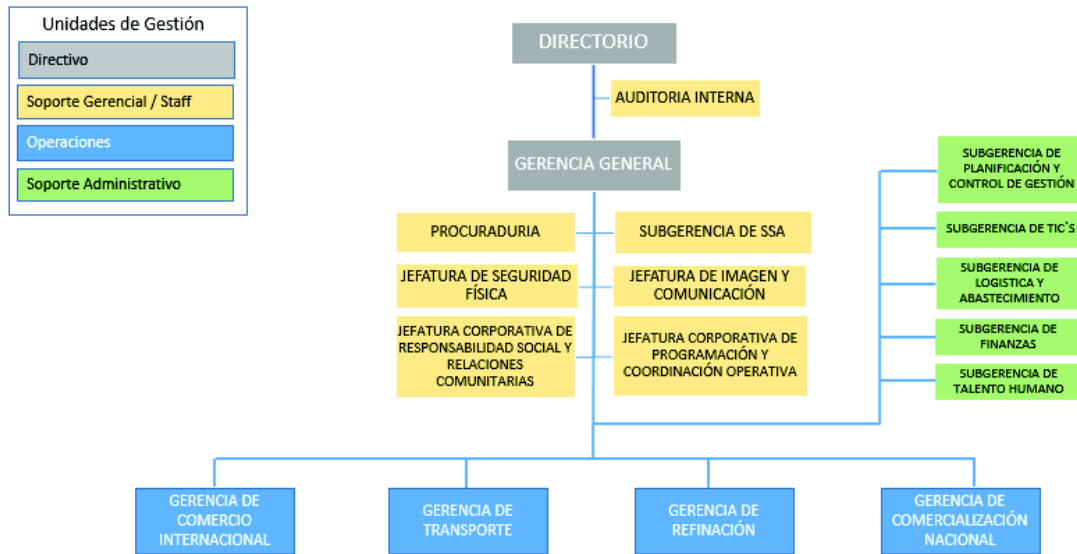 Unidades de Gestión
Directivo
Soporte Gerencial / Staff
Operaciones
Soporte Administrativo
DIRECTORIO
AUDITORIA INTERNA
GERENCIA GENERAL
PROCURADURIA
SUBGERENCIA DE SSA
JEFATURA DE SEGURIDAD
FÍSICA
JEFATURA DE IMAGEN Y
COMUNICACIÓN
JEFATURA CORPORATIVA DE
RESPONSABILIDAD SOCIAL Y
RELACIONES
COMUNITARIAS
JEFATURA CORPORATIVA DE
PROGRAMACIÓN Y
COORDINACIÓN OPERATIVA
SUBGERENCIA DE
PLANIFICACIÓN Y
CONTROL DE GESTIÓN
SUBGERENCIA DE TIC`S
SUBGERENCIA DE
LOGISTICA Y
ABASTECIMIENTO
SUBGERENCIA DE
FINANZAS
SUBGERENCIA DE
TALENTO HUMANO
GERENCIA DE
COMERCIO
INTERNACIONAL
GERENCIA DE
TRANSPORTE
GERENCIA DE
REFINACIÓN
GERENCIA DE
COMERCIALIZACIÓN
NACIONAL